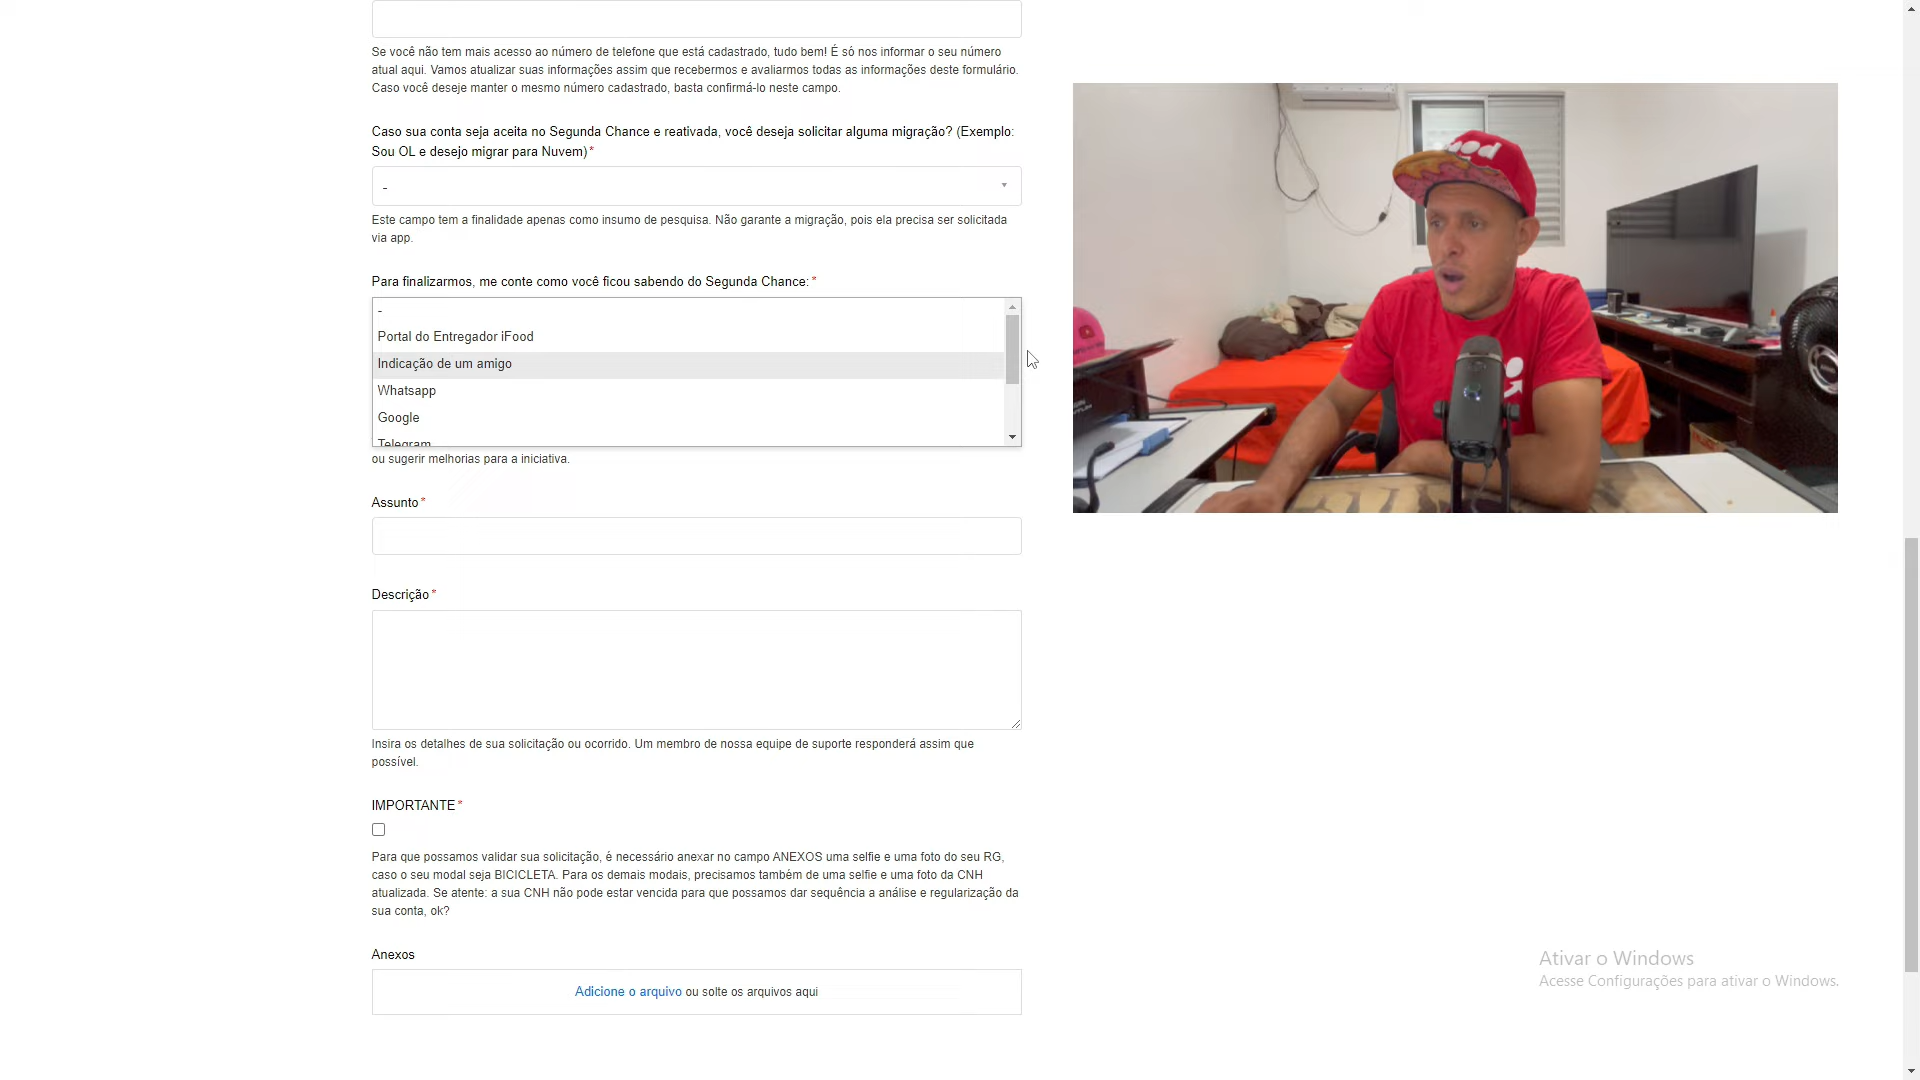 Se você não tem mais acesso ao número de telefone que está cadastrado, tudo bem! É só nos informar o seu número
atual aqui. Vamos atualizar suas informações assim que recebermos e avaliarmos todas as informações deste formulário.
Caso você deseje manter o mesmo número cadastrado, basta confirmá-lo neste campo.
Caso sua conta seja aceita no Segunda Chance e reativada, você deseja solicitar alguma migração? (Exemplo:
Sou OL e desejo migrar para Nuvem)*
-
Este campo tem a finalidade apenas como insumo de pesquisa. Não garante a migração, pois ela precisa ser solicitada
via app.
Para finalizarmos, me conte como você ficou sabendo do Segunda Chance:*
-
Portal do Entregador iFood
Indicação de um amigo
Whatsapp
Google
Telegram
ou sugerir melhorias para a iniciativa.
Assunto*
Descrição*
Insira os detalhes de sua solicitação ou ocorrido. Um membro de nossa equipe de suporte responderá assim que
possível.
IMPORTANTE*
Para que possamos validar sua solicitação, é necessário anexar no campo ANEXOS uma selfie e uma foto do seu RG,
caso o seu modal seja BICICLETA. Para os demais modais, precisamos também de uma selfie e uma foto da CNH
atualizada. Se atente: a sua CNH não pode estar vencida para que possamos dar sequência a análise e regularização da
sua conta, ok?
Anexos
Adicione o arquivo ou solte os arquivos aqui
Ativar o Windows
Acesse Configurações para ativar o Windows.